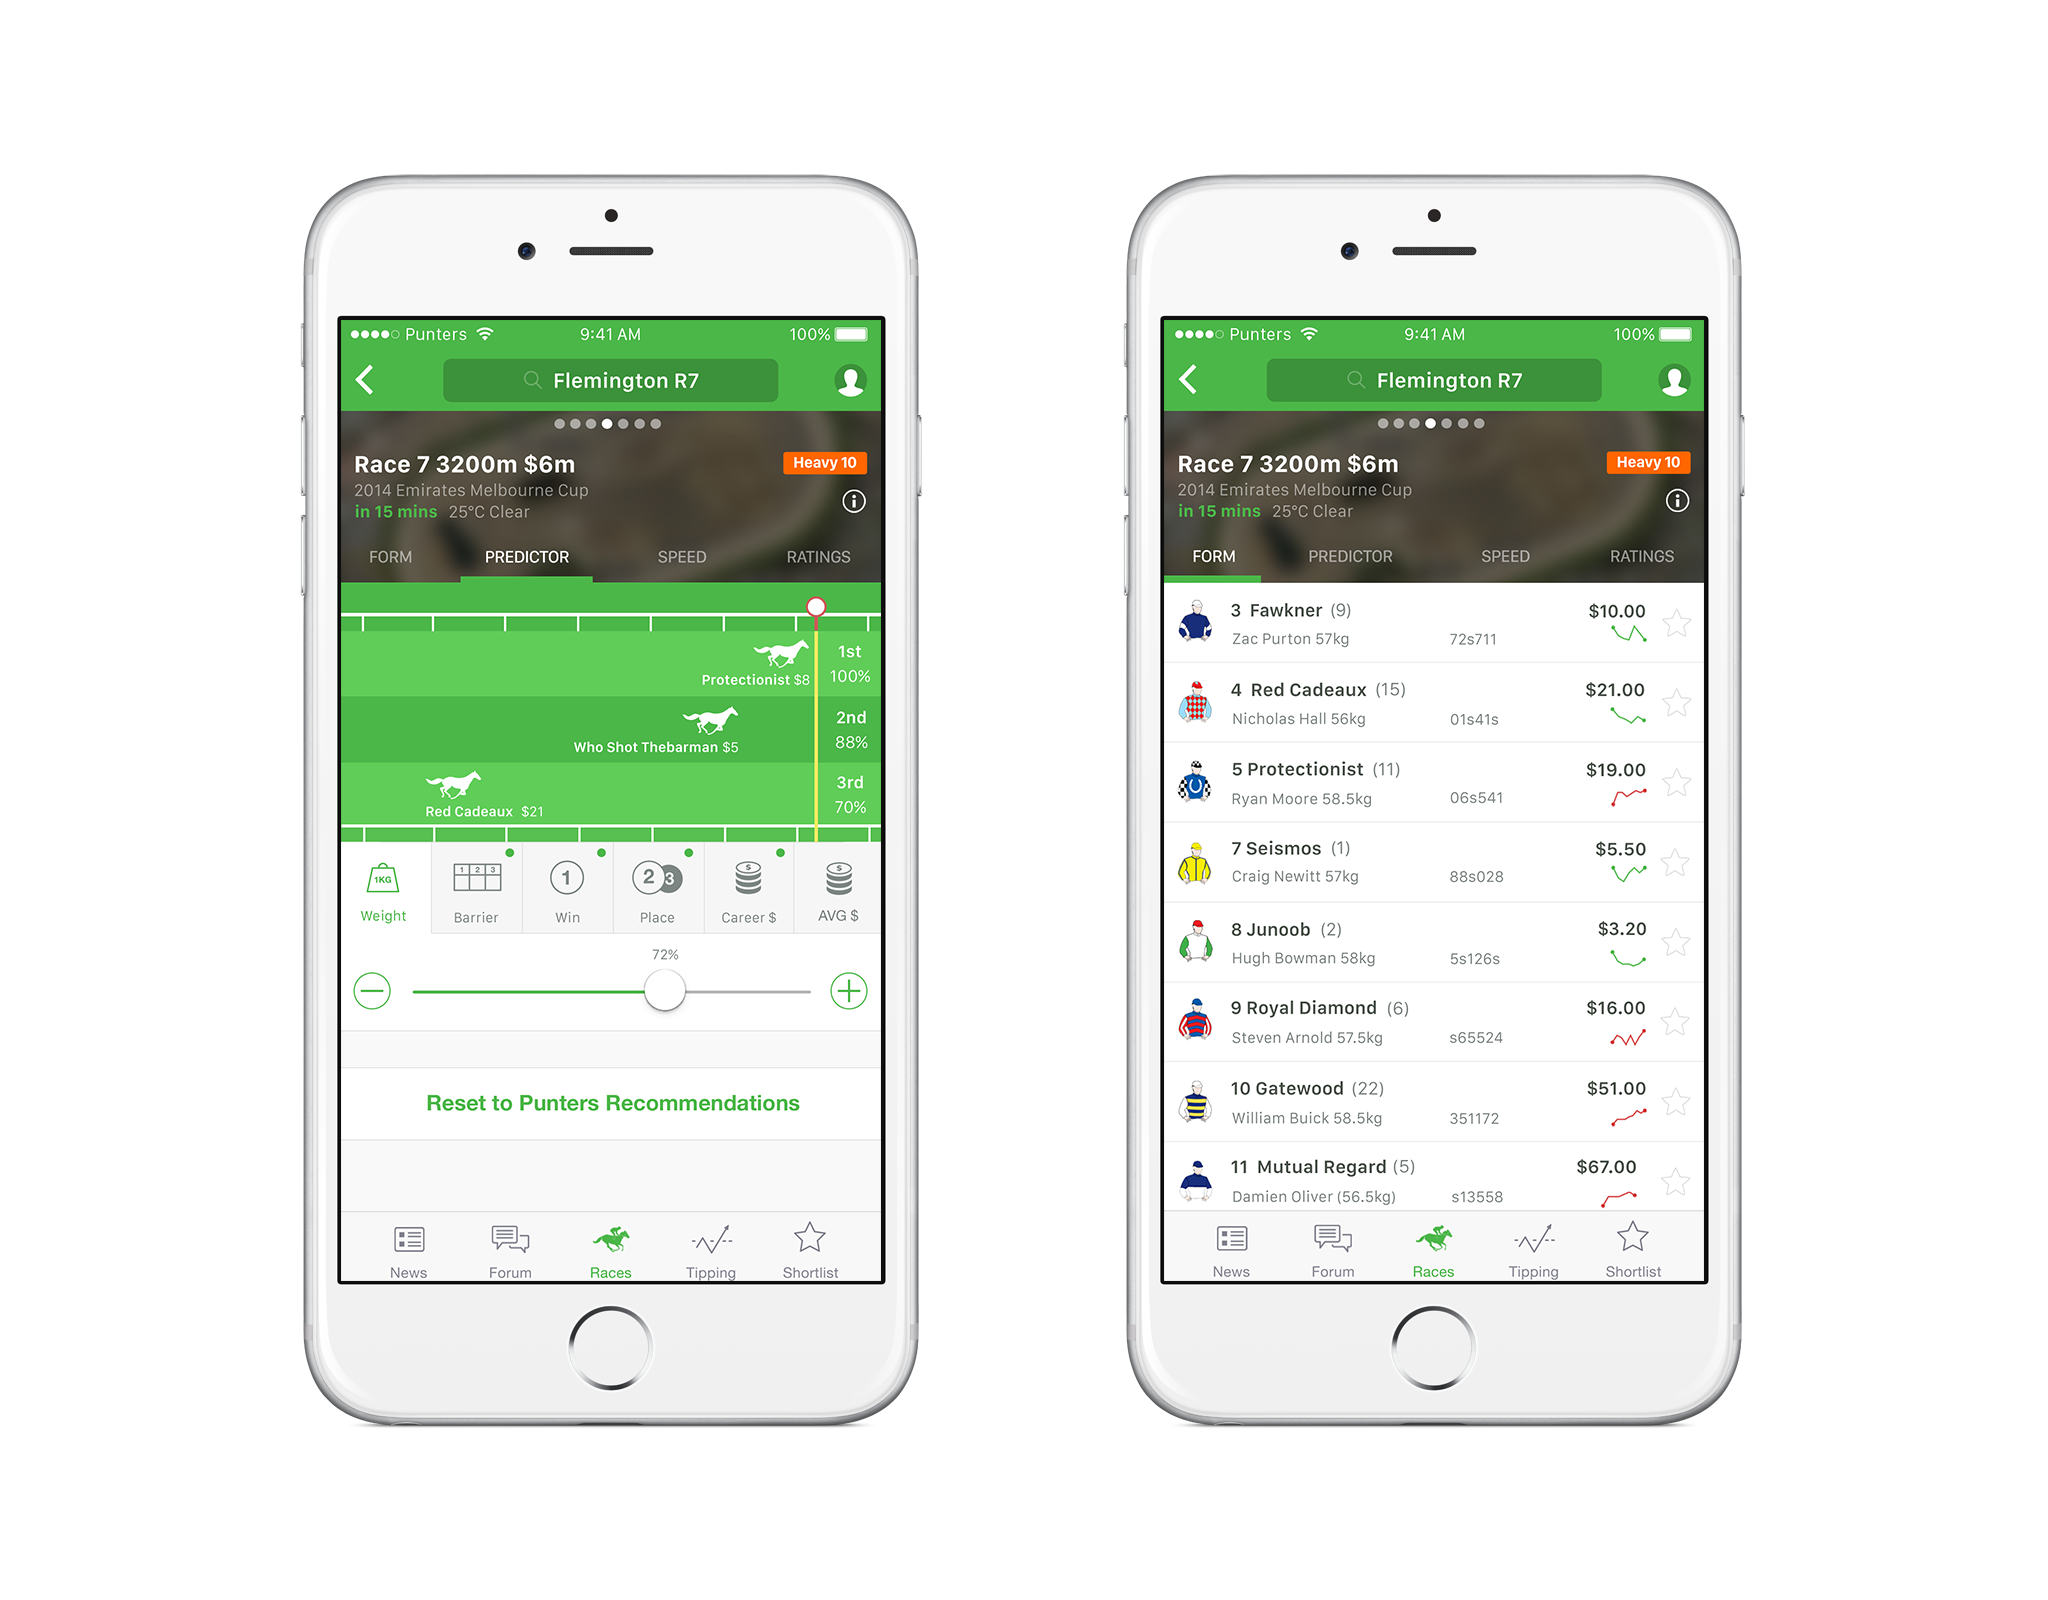 Punters 9:41 AM 100%
Flemington R7
Race 7 3200m $6m Heavy 10
2014 Emirates Melbourne Cup
in 15 mins 25°C Clear
FORM PREDICTOR SPEED RATINGS
1st
Protectionist $8 100%
2nd
Who Shot Thebarman $5 88%
3rd
Red Cadeaux $21 70%
1KG 1 2 3 1 2 3 $ $
Weight Barrier Win Place Career $ AVG $
72%
Reset to Punters Recommendations
News Forum Races Tipping Shortlist
Punters 9:41 AM 100%
Flemington R7
Race 7 3200m $6m Heavy 10
2014 Emirates Melbourne Cup
in 15 mins 25°C Clear
FORM PREDICTOR SPEED RATINGS
3 Fawkner (9) $10.00
Zac Purton 57kg 72s711
4 Red Cadeaux (15) $21.00
Nicholas Hall 56kg 01s41s
5 Protectionist (11) $19.00
Ryan Moore 58.5kg 06s541
7 Seismos (1) $5.50
Craig Newitt 57kg 88s028
8 Junoob (2) $3.20
Hugh Bowman 58kg 5s126s
9 Royal Diamond (6) $16.00
Steven Arnold 57.5kg s65524
10 Gatewood (22) $51.00
William Buick 58.5kg 351172
11 Mutual Regard (5) $67.00
Damien Oliver (56.5kg) s13558
News Forum Races Tipping Shortlist